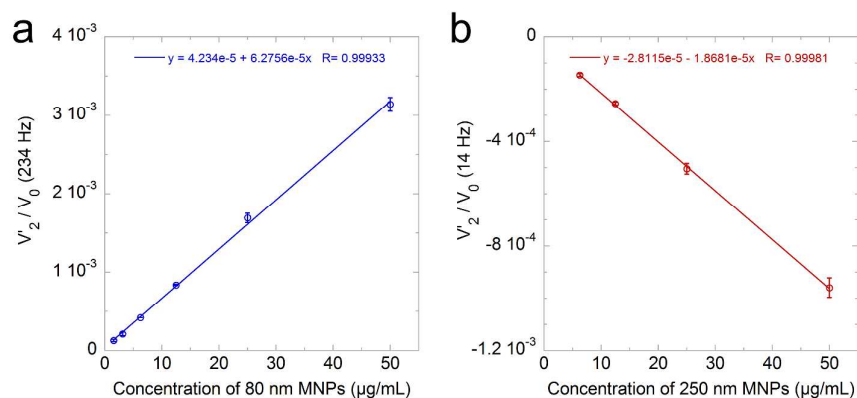 a
y = 4.234e-5 + 6.2756e-5x R= 0.99933
4 10⁻³
3 10⁻³
2 10⁻³
1 10⁻³
0
V'₂ / V₀ (234 Hz)
0 10 20 30 40 50
Concentration of 80 nm MNPs (µg/mL)
b
y = -2.8115e-5 - 1.8681e-5x R= 0.99981
0
-4 10⁻⁴
-8 10⁻⁴
-1.2 10⁻³
V'₂ / V₀ (14 Hz)
0 10 20 30 40 50
Concentration of 250 nm MNPs (µg/mL)